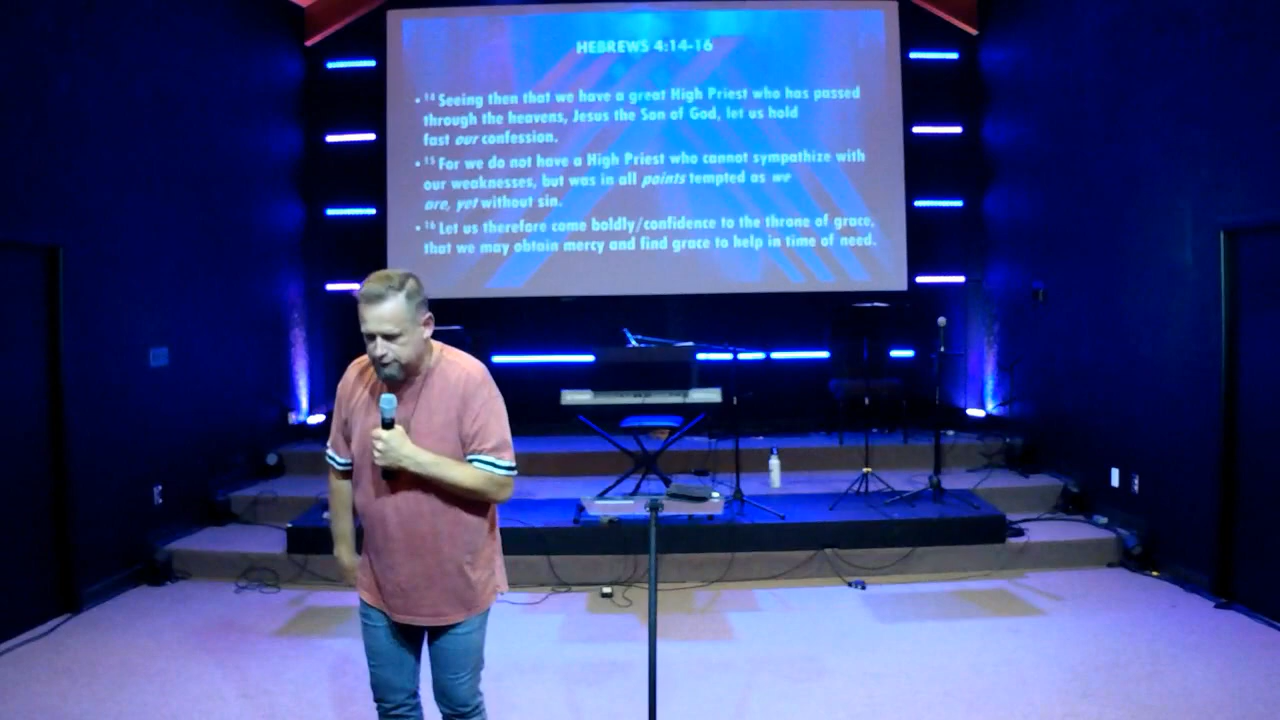 HEBREWS 4:14-16
• 14 Seeing then that we have a great High Priest who has passed
through the heavens, Jesus the Son of God, let us hold
fast our confession.
• 15 For we do not have a High Priest who cannot sympathize with
our weaknesses, but was in all points tempted as we
are, yet without sin.
• 16 Let us therefore come boldly/confidence to the throne of grace,
that we may obtain mercy and find grace to help in time of need.